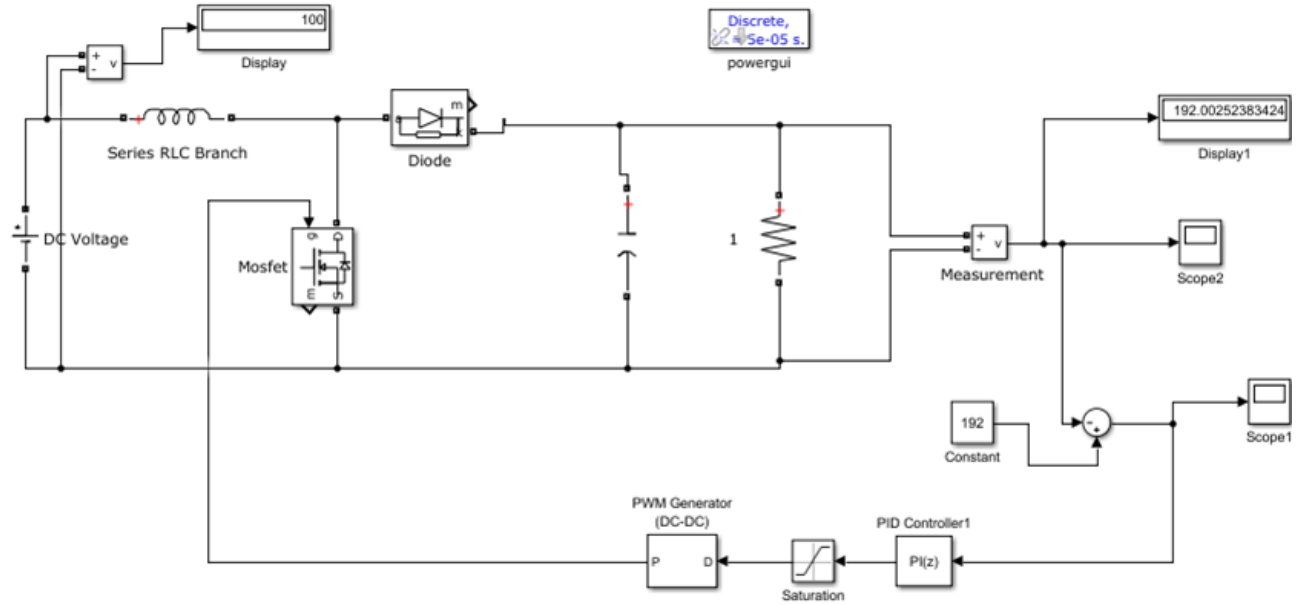 100
Display
+
-
v
Discrete,
= 5e-05 s.
powergui
Series RLC Branch
m
a
k
Diode
192.00252383424
Display1
DC Voltage
+
g
D
Mosfet
m
S
1
+
-
v
Measurement
Scope2
192
Constant
Scope1
PWM Generator
(DC-DC)
P
D
Saturation
PID Controller1
PI(z)